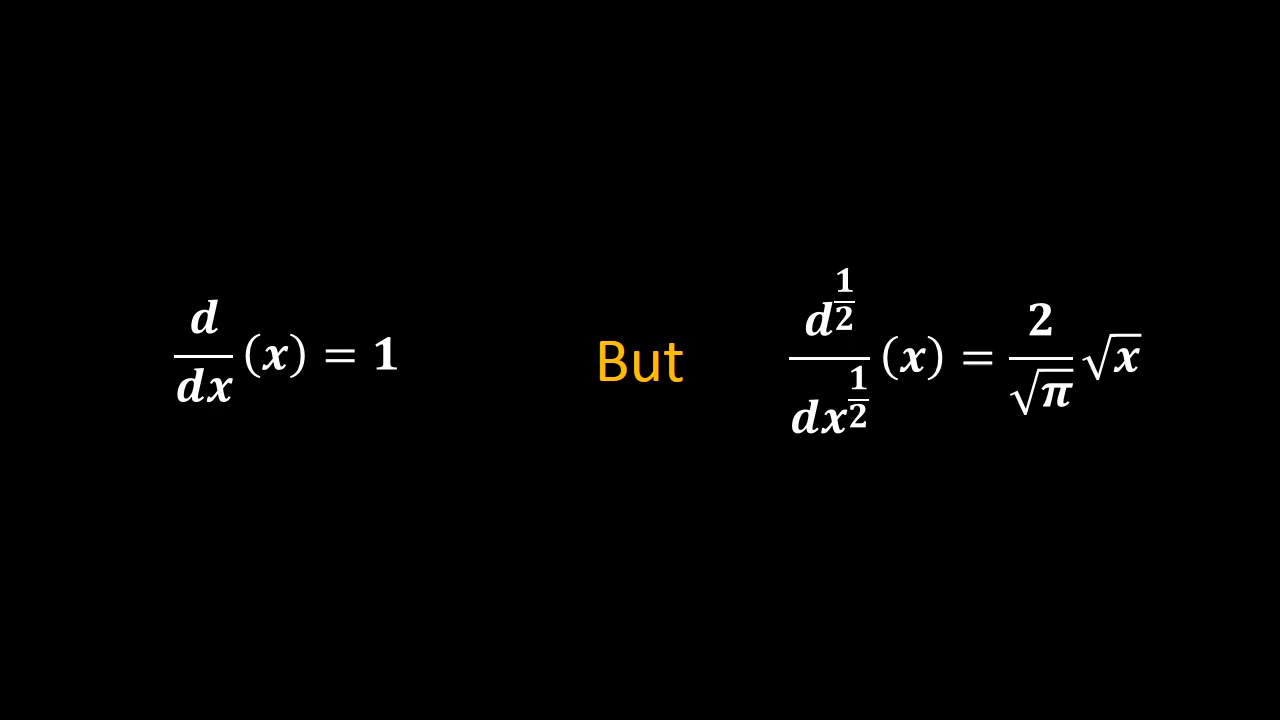 d/dx (x) = 1
But
d^(1/2)/dx^(1/2) (x) = 2/√π √x